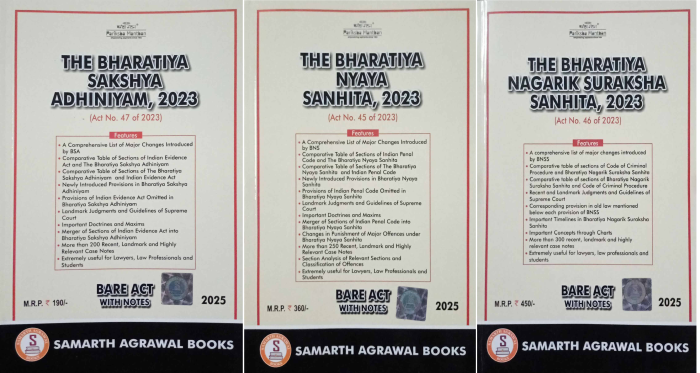 Pariksha Manthan
THE BHARATIYA
SAKSHYA
ADHINIYAM, 2023
(Act No. 47 of 2023)
Features
• A Comprehensive List of Major Changes Introduced
by BSA
• Comparative Table of Sections of Indian Evidence
Act and The Bharatiya Sakshya Adhiniyam
• Comparative Table of Sections of The Bharatiya
Sakshya Adhiniyam and Indian Evidence Act
• Newly Introduced Provisions in Bharatiya Sakshya
Adhiniyam
• Provisions of Indian Evidence Act Omitted in
Bharatiya Sakshya Adhiniyam
• Landmark Judgments and Guidelines of Supreme
Court
• Important Doctrines and Maxims
• Merger of Sections of Indian Evidence Act into
Bharatiya Sakshya Adhiniyam
• More than 200 Recent, Landmark and Highly
Relevant Case Notes
• Extremely useful for Lawyers, Law Professionals and
Students
M.R.P. ₹ 190/-
BARE ACT
WITH NOTES
2025
SAMARTH AGRAWAL BOOKS
Pariksha Manthan
THE BHARATIYA
NYAYA
SANHITA, 2023
(Act No. 45 of 2023)
Features
• A Comprehensive List of Major Changes Introduced
by BNS
• Comparative Table of Sections of Indian Penal
Code and The Bharatiya Nyaya Sanhita
• Comparative Table of Sections of The Bharatiya
Nyaya Sanhita and Indian Penal Code
• Newly Introduced Provisions in Bharatiya Nyaya
Sanhita
• Provisions of Indian Penal Code Omitted in
Bharatiya Nyaya Sanhita
• Landmark Judgments and Guidelines of Supreme
Court
• Important Doctrines and Maxims
• Merger of Sections of Indian Penal Code into
Bharatiya Nyaya Sanhita
• Changes in Punishment of Major Offences under
Bharatiya Nyaya Sanhita
• More than 250 Recent, Landmark and Highly
Relevant Case Notes
• Section Analysis of Relevant Sections and
Classification of Offences
• Extremely useful for Lawyers, Law Professionals and
Students
M.R.P. ₹ 360/-
BARE ACT
WITH NOTES
2025
SAMARTH AGRAWAL BOOKS
Pariksha Manthan
THE BHARATIYA
NAGARIK SURAKSHA
SANHITA, 2023
(Act No. 46 of 2023)
Features
• A comprehensive list of major changes introduced
by BNSS
• Comparative table of sections of Code of Criminal
Procedure and Bharatiya Nagarik Suraksha Sanhita
• Comparative table of sections of Bharatiya Nagarik
Suraksha Sanhita and Code of Criminal Procedure
• Recent and Landmark Judgments and Guidelines of
Supreme Court
• Corresponding provision in old law mentioned
below each provision of BNSS
• Important Timelines in Bharatiya Nagarik Suraksha
Sanhita
• Important Concepts through Charts
• More than 300 recent, landmark and highly
relevant case notes
• Extremely useful for lawyers, law professionals and
students
M.R.P. ₹ 450/-
BARE ACT
WITH NOTES
2025
SAMARTH AGRAWAL BOOKS